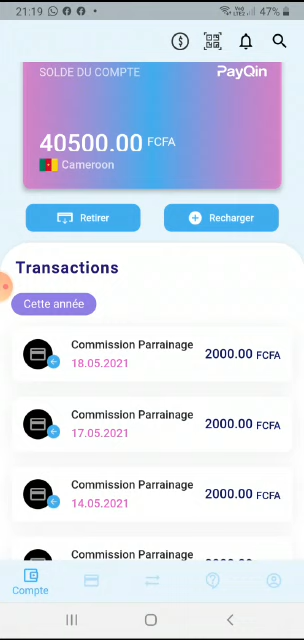 21:19
47%
SOLDE DU COMPTE
PayQin
40500.00 FCFA
Cameroon
Retirer
Recharger
Transactions
Cette année
Commission Parrainage
2000.00 FCFA
18.05.2021
Commission Parrainage
2000.00 FCFA
17.05.2021
Commission Parrainage
2000.00 FCFA
14.05.2021
Commission Parrainage
Compte